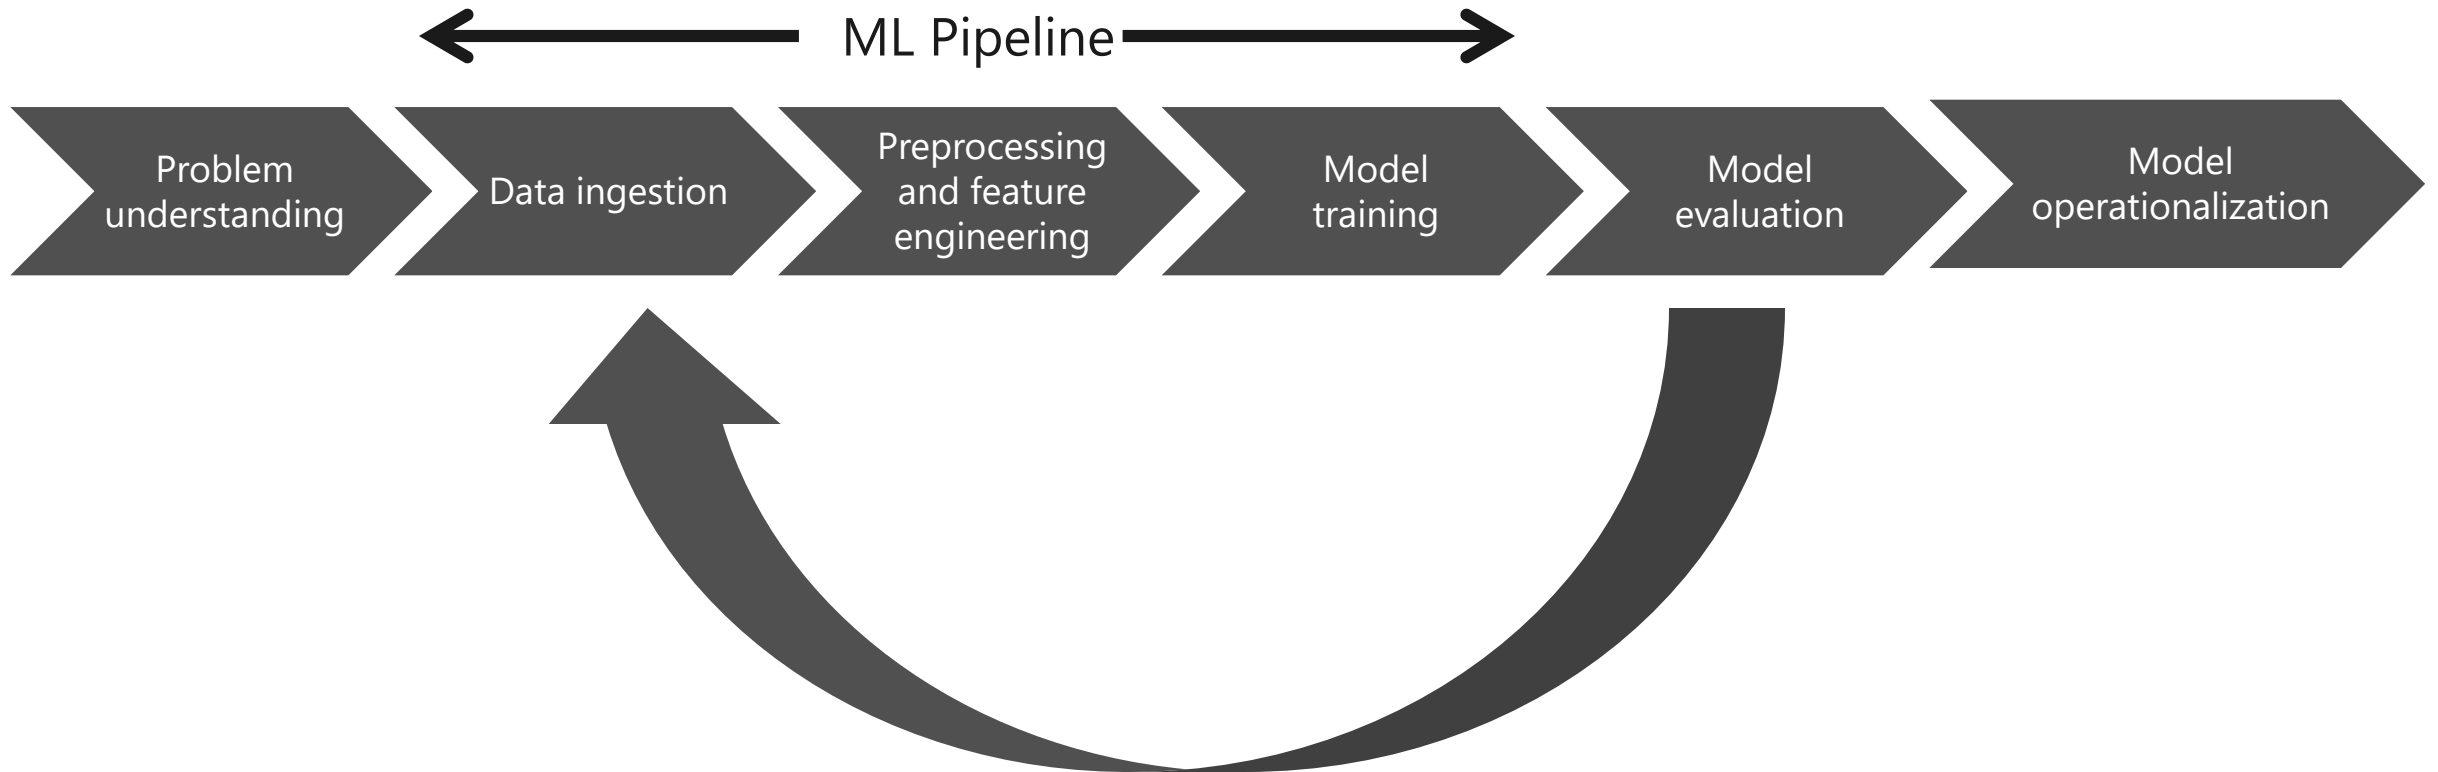 ML Pipeline
Problem
understanding
Data ingestion
Preprocessing
and feature
engineering
Model
training
Model
evaluation
Model
operationalization